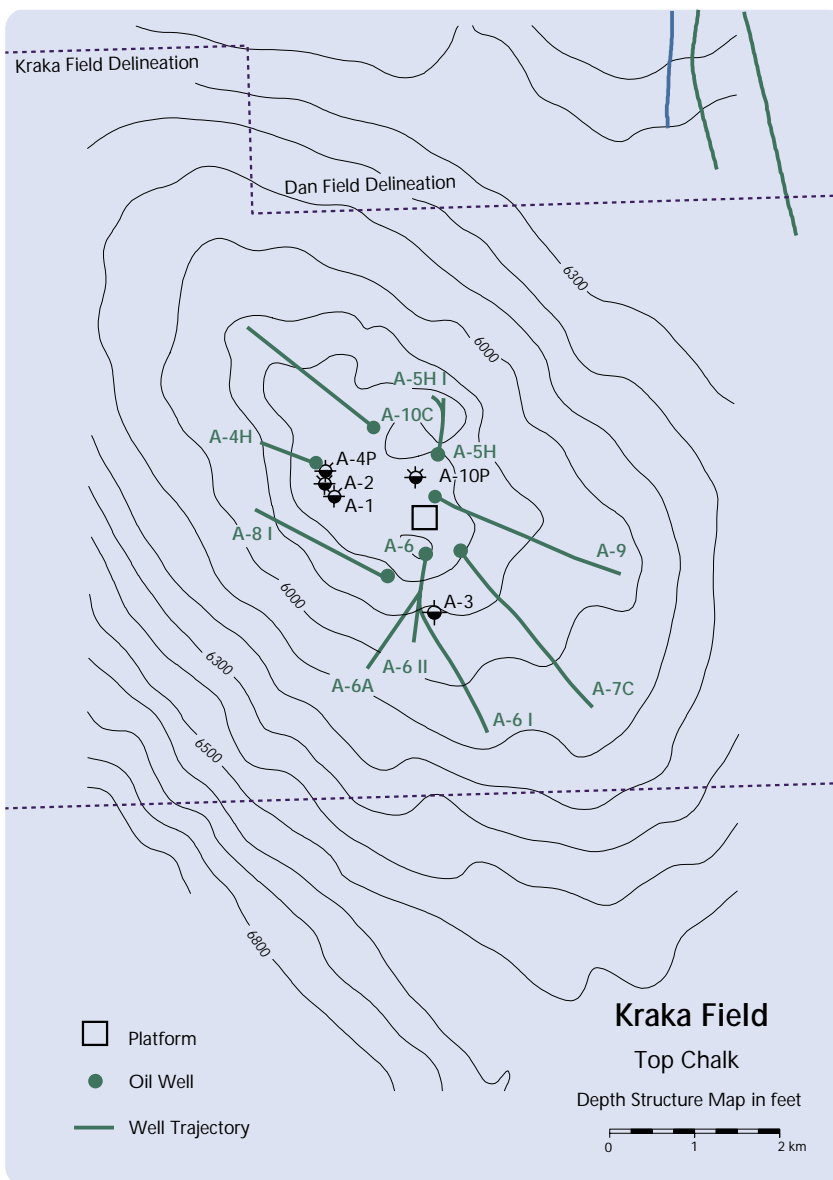 Kraka Field Delineation
Dan Field Delineation
6300
6000
A-5H I
A-10C
A-4H
A-5H
A-4P
A-10P
A-2
A-1
A-8 I
A-6
A-9
6000
A-3
6300
A-6 II
A-6A
A-7C
A-6 I
6500
6800
Platform
Oil Well
Well Trajectory
Kraka Field
Top Chalk
Depth Structure Map in feet
0 1 2 km